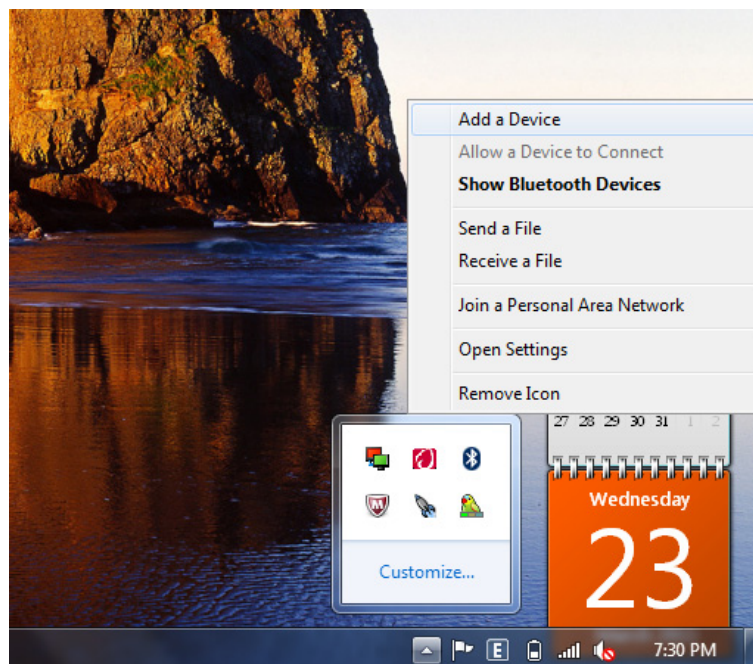 Add a Device
Allow a Device to Connect
Show Bluetooth Devices
Send a File
Receive a File
Join a Personal Area Network
Open Settings
Remove Icon
27 28 29 30 31 1 2
Wednesday
23
Customize...
E
7:30 PM